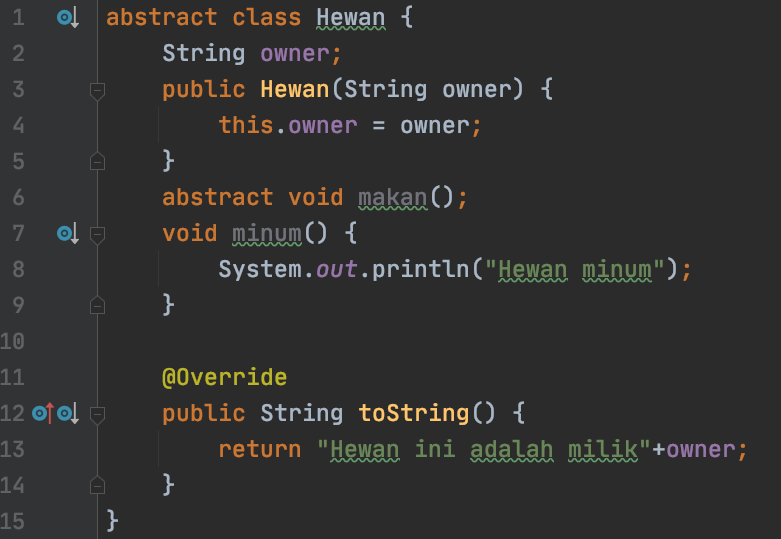 1 abstract class Hewan {
2 String owner;
3 public Hewan(String owner) {
4 this.owner = owner;
5 }
6 abstract void makan();
7 void minum() {
8 System.out.println("Hewan minum");
9 }
10
11 @Override
12 public String toString() {
13 return "Hewan ini adalah milik"+owner;
14 }
15 }